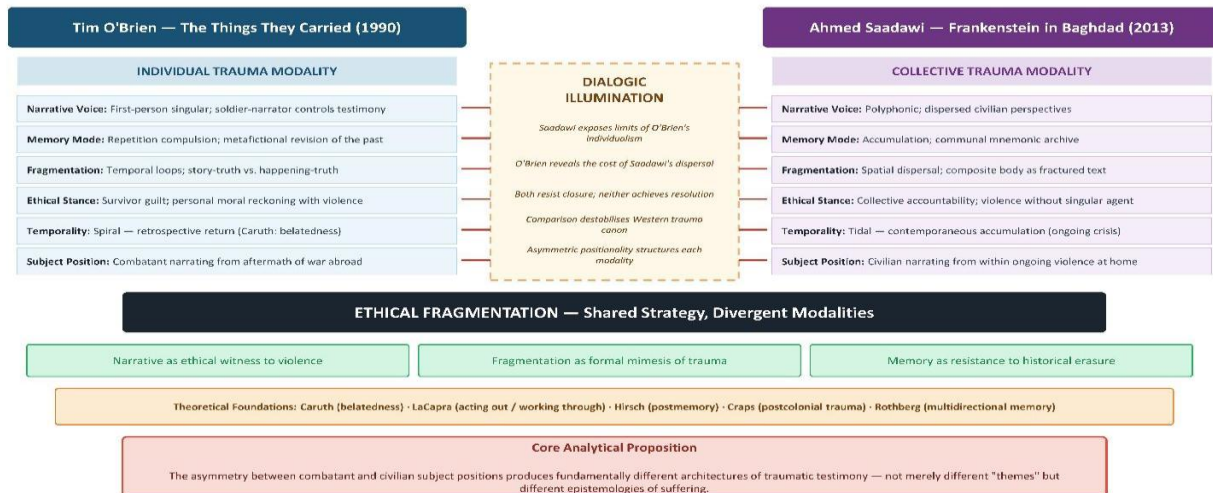 Tim O'Brien — The Things They Carried (1990)
Ahmed Saadawi — Frankenstein in Baghdad (2013)
INDIVIDUAL TRAUMA MODALITY
Narrative Voice: First-person singular; soldier-narrator controls testimony
Memory Mode: Repetition compulsion; metafictional revision of the past
Fragmentation: Temporal loops; story-truth vs. happening-truth
Ethical Stance: Survivor guilt; personal moral reckoning with violence
Temporality: Spiral — retrospective return (Caruth: belatedness)
Subject Position: Combatant narrating from aftermath of war abroad
DIALOGIC
ILLUMINATION
Saadawi exposes limits of O'Brien's
individualism
O'Brien reveals the cost of Saadawi's dispersal
Both resist closure; neither achieves resolution
Comparison destabilises Western trauma
canon
Asymmetric positionality structures each
modality
COLLECTIVE TRAUMA MODALITY
Narrative Voice: Polyphonic; dispersed civilian perspectives
Memory Mode: Accumulation; communal mnemonic archive
Fragmentation: Spatial dispersal; composite body as fractured text
Ethical Stance: Collective accountability; violence without singular agent
Temporality: Tidal — contemporaneous accumulation (ongoing crisis)
Subject Position: Civilian narrating from within ongoing violence at home
ETHICAL FRAGMENTATION — Shared Strategy, Divergent Modalities
Narrative as ethical witness to violence
Fragmentation as formal mimesis of trauma
Memory as resistance to historical erasure
Theoretical Foundations: Caruth (belatedness) · LaCapra (acting out / working through) · Hirsch (postmemory) · Craps (postcolonial trauma) · Rothberg (multidirectional memory)
Core Analytical Proposition
The asymmetry between combatant and civilian subject positions produces fundamentally different architectures of traumatic testimony — not merely different "themes" but
different epistemologies of suffering.